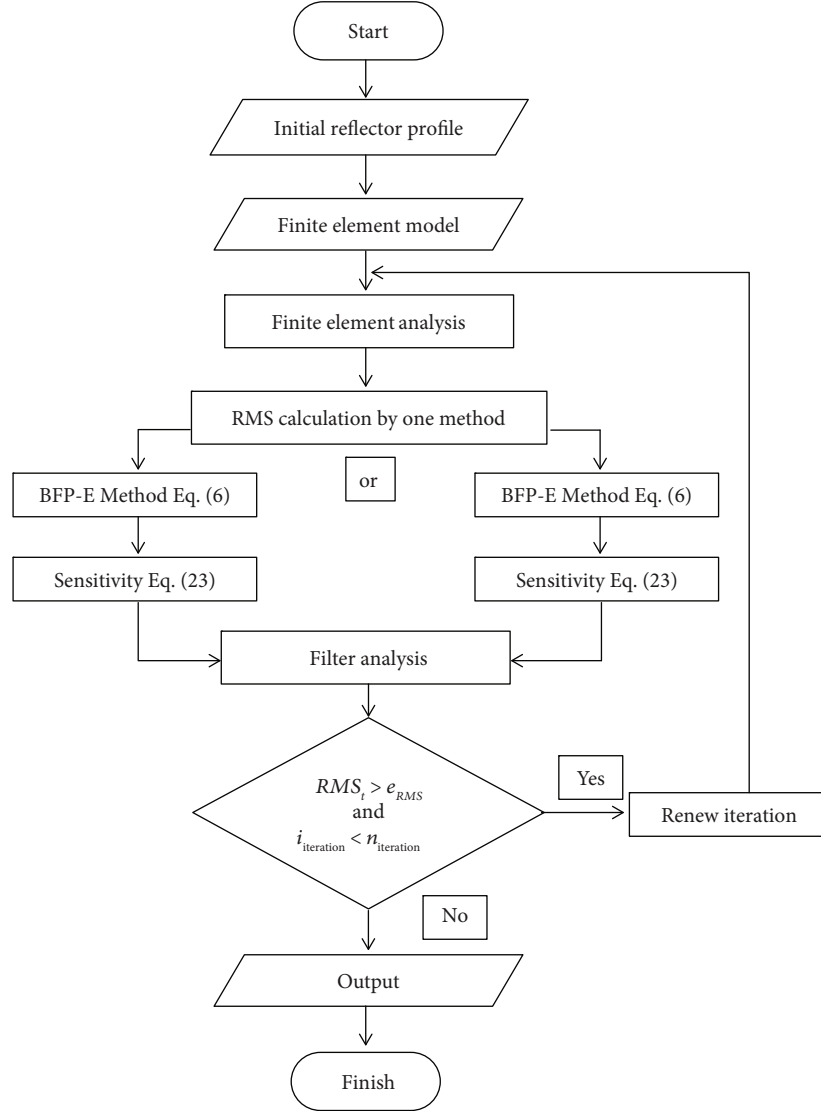 Start
Initial reflector profile
Finite element model
Finite element analysis
RMS calculation by one method
or
BFP-E Method Eq. (6)
BFP-E Method Eq. (6)
Sensitivity Eq. (23)
Sensitivity Eq. (23)
Filter analysis
RMS_t > e_RMS
and
i_iteration < n_iteration
Yes
Renew iteration
No
Output
Finish